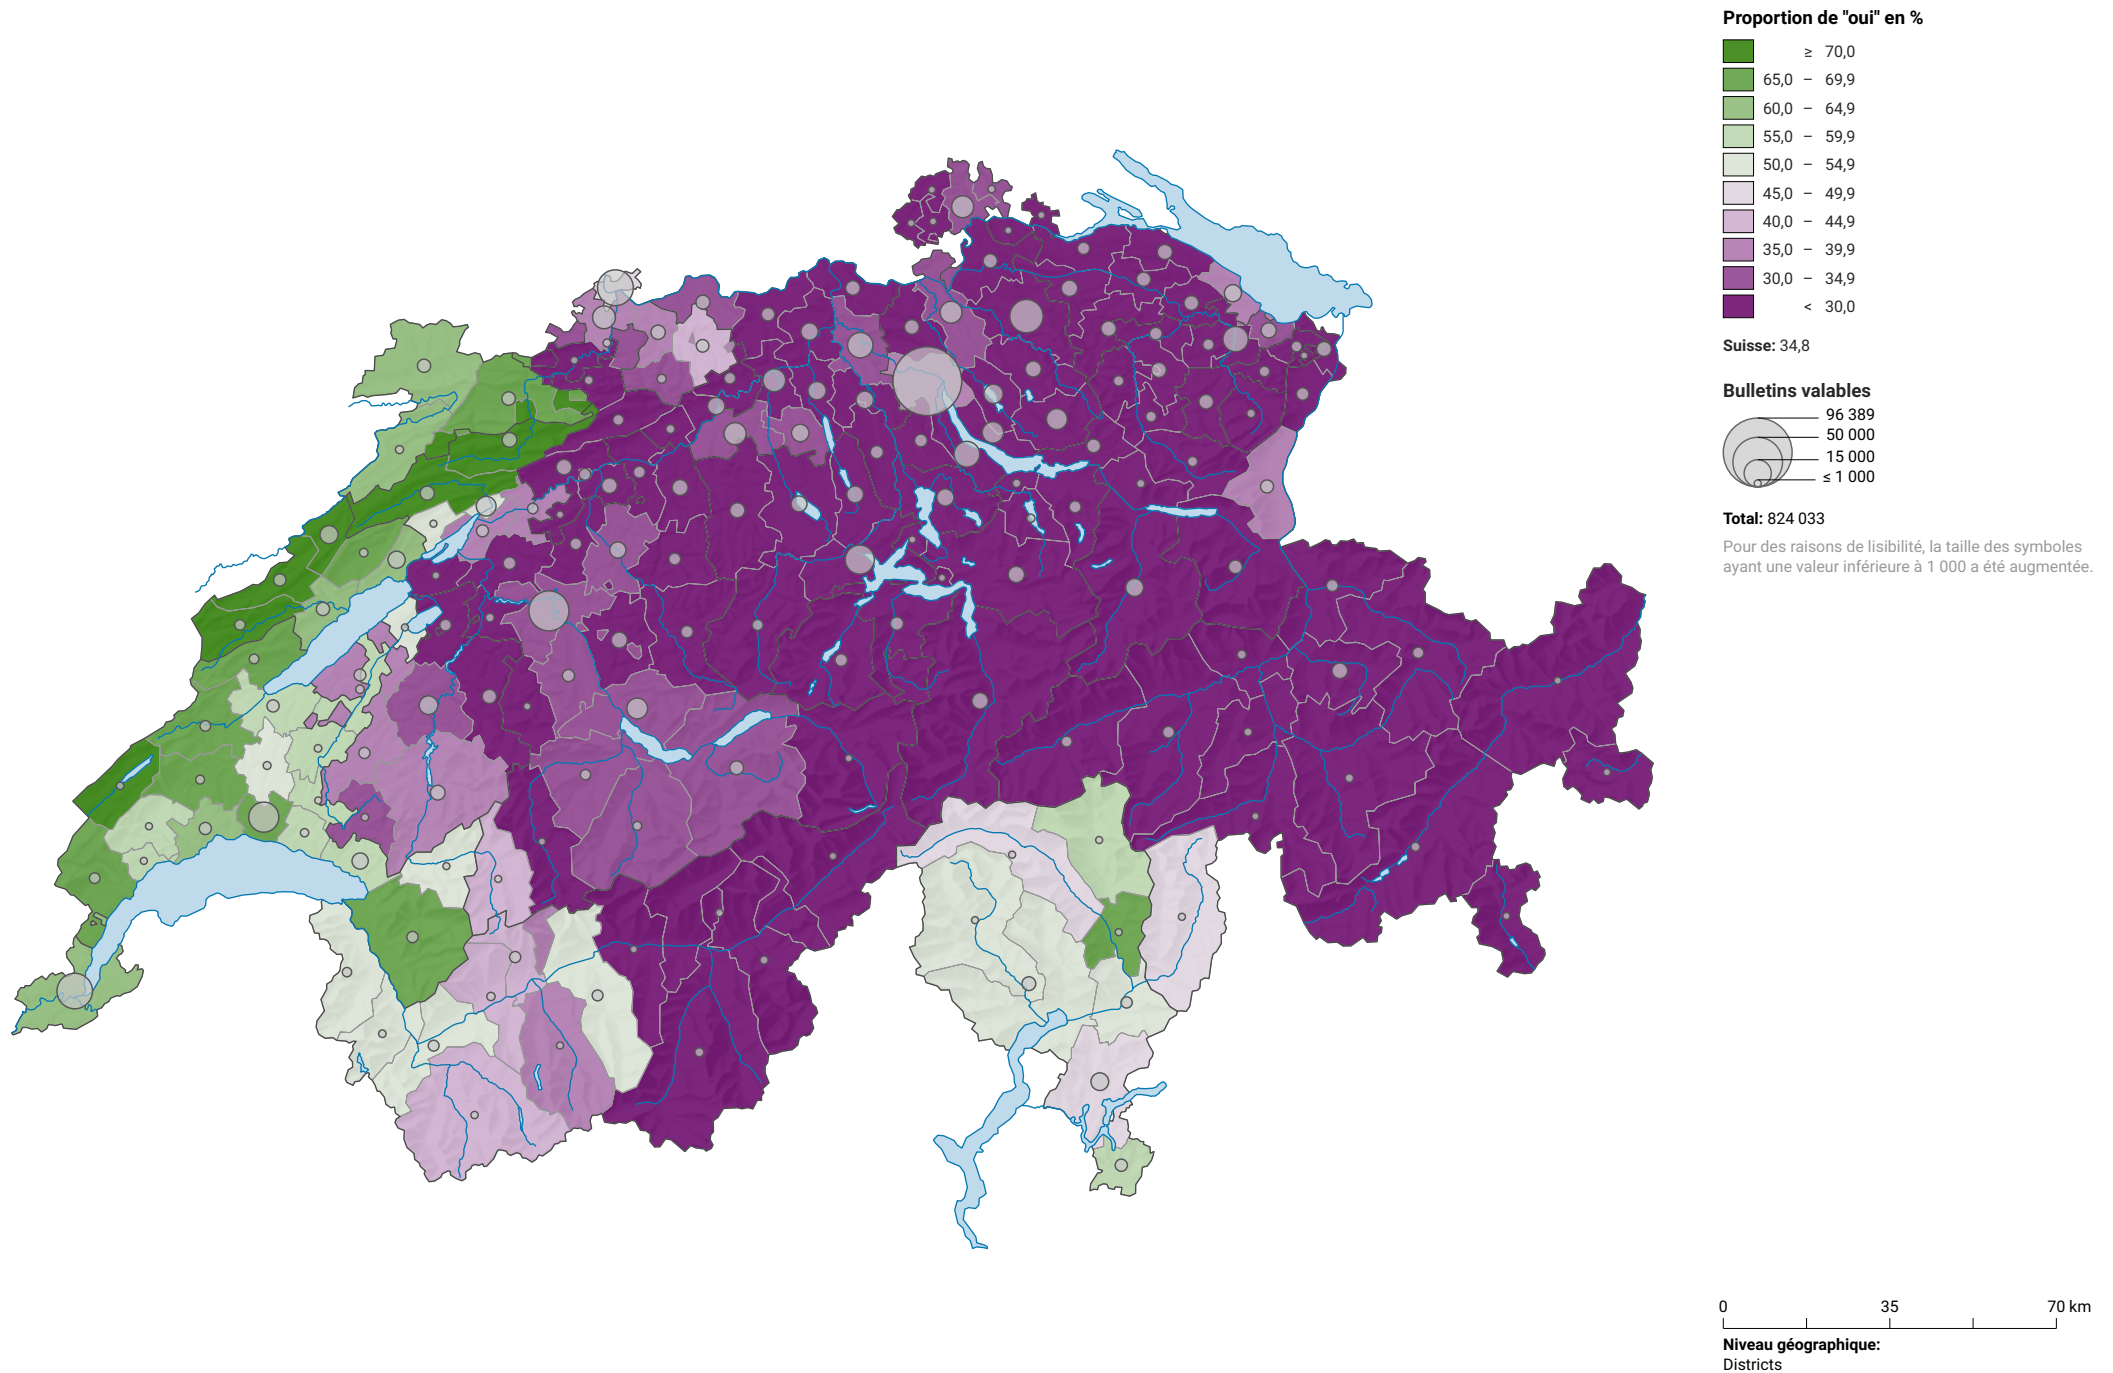 Proportion de "oui" en %
≥ 70,0
65,0 – 69,9
60,0 – 64,9
55,0 – 59,9
50,0 – 54,9
45,0 – 49,9
40,0 – 44,9
35,0 – 39,9
30,0 – 34,9
< 30,0
Suisse: 34,8
Bulletins valables
96 389
50 000
15 000
≤ 1 000
Total: 824 033
Pour des raisons de lisibilité, la taille des symboles
ayant une valeur inférieure à 1 000 a été augmentée.
0 35 70 km
Niveau géographique:
Districts